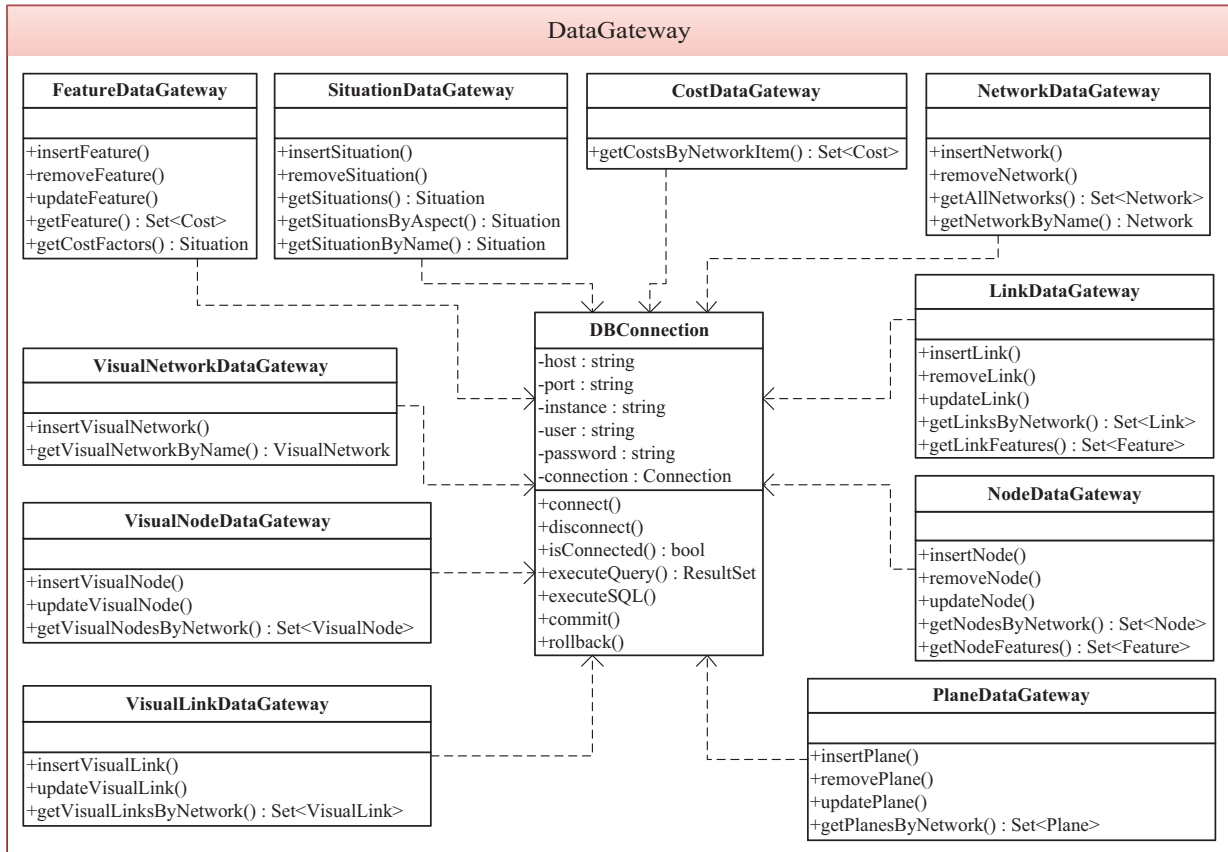 DataGateway
FeatureDataGateway
+insertFeature()
+removeFeature()
+updateFeature()
+getFeature() : Set<Cost>
+getCostFactors() : Situation
SituationDataGateway
+insertSituation()
+removeSituation()
+getSituations() : Situation
+getSituationsByAspect() : Situation
+getSituationByName() : Situation
CostDataGateway
+getCostsByNetworkItem() : Set<Cost>
NetworkDataGateway
+insertNetwork()
+removeNetwork()
+getAllNetworks() : Set<Network>
+getNetworkByName() : Network
VisualNetworkDataGateway
+insertVisualNetwork()
+getVisualNetworkByName() : VisualNetwork
DBConnection
-host : string
-port : string
-instance : string
-user : string
-password : string
-connection : Connection
+connect()
+disconnect()
+isConnected() : bool
+executeQuery() : ResultSet
+executeSQL()
+commit()
+rollback()
LinkDataGateway
+insertLink()
+removeLink()
+updateLink()
+getLinksByNetwork() : Set<Link>
+getLinkFeatures() : Set<Feature>
VisualNodeDataGateway
+insertVisualNode()
+updateVisualNode()
+getVisualNodesByNetwork() : Set<VisualNode>
NodeDataGateway
+insertNode()
+removeNode()
+updateNode()
+getNodesByNetwork() : Set<Node>
+getNodeFeatures() : Set<Feature>
VisualLinkDataGateway
+insertVisualLink()
+updateVisualLink()
+getVisualLinksByNetwork() : Set<VisualLink>
PlaneDataGateway
+insertPlane()
+removePlane()
+updatePlane()
+getPlanesByNetwork() : Set<Plane>